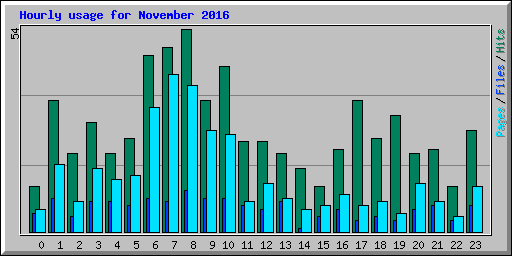 Hourly usage for November 2016
54
Pages / Files / Hits
0 1 2 3 4 5 6 7 8 9 10 11 12 13 14 15 16 17 18 19 20 21 22 23